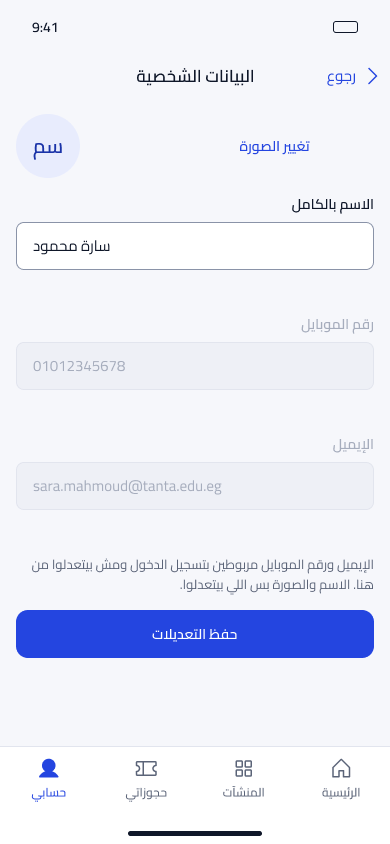 9:41
رجوع
البيانات الشخصية
تغيير الصورة
سم
الاسم بالكامل
سارة محمود
رقم الموبايل
01012345678
الإيميل
sara.mahmoud@tanta.edu.eg
الإيميل ورقم الموبايل مربوطين بتسجيل الدخول ومش بيتعدلوا من
هنا. الاسم والصورة بس اللي بيتعدلوا.
حفظ التعديلات
الرئيسية
المنشآت
حجوزاتي
حسابي